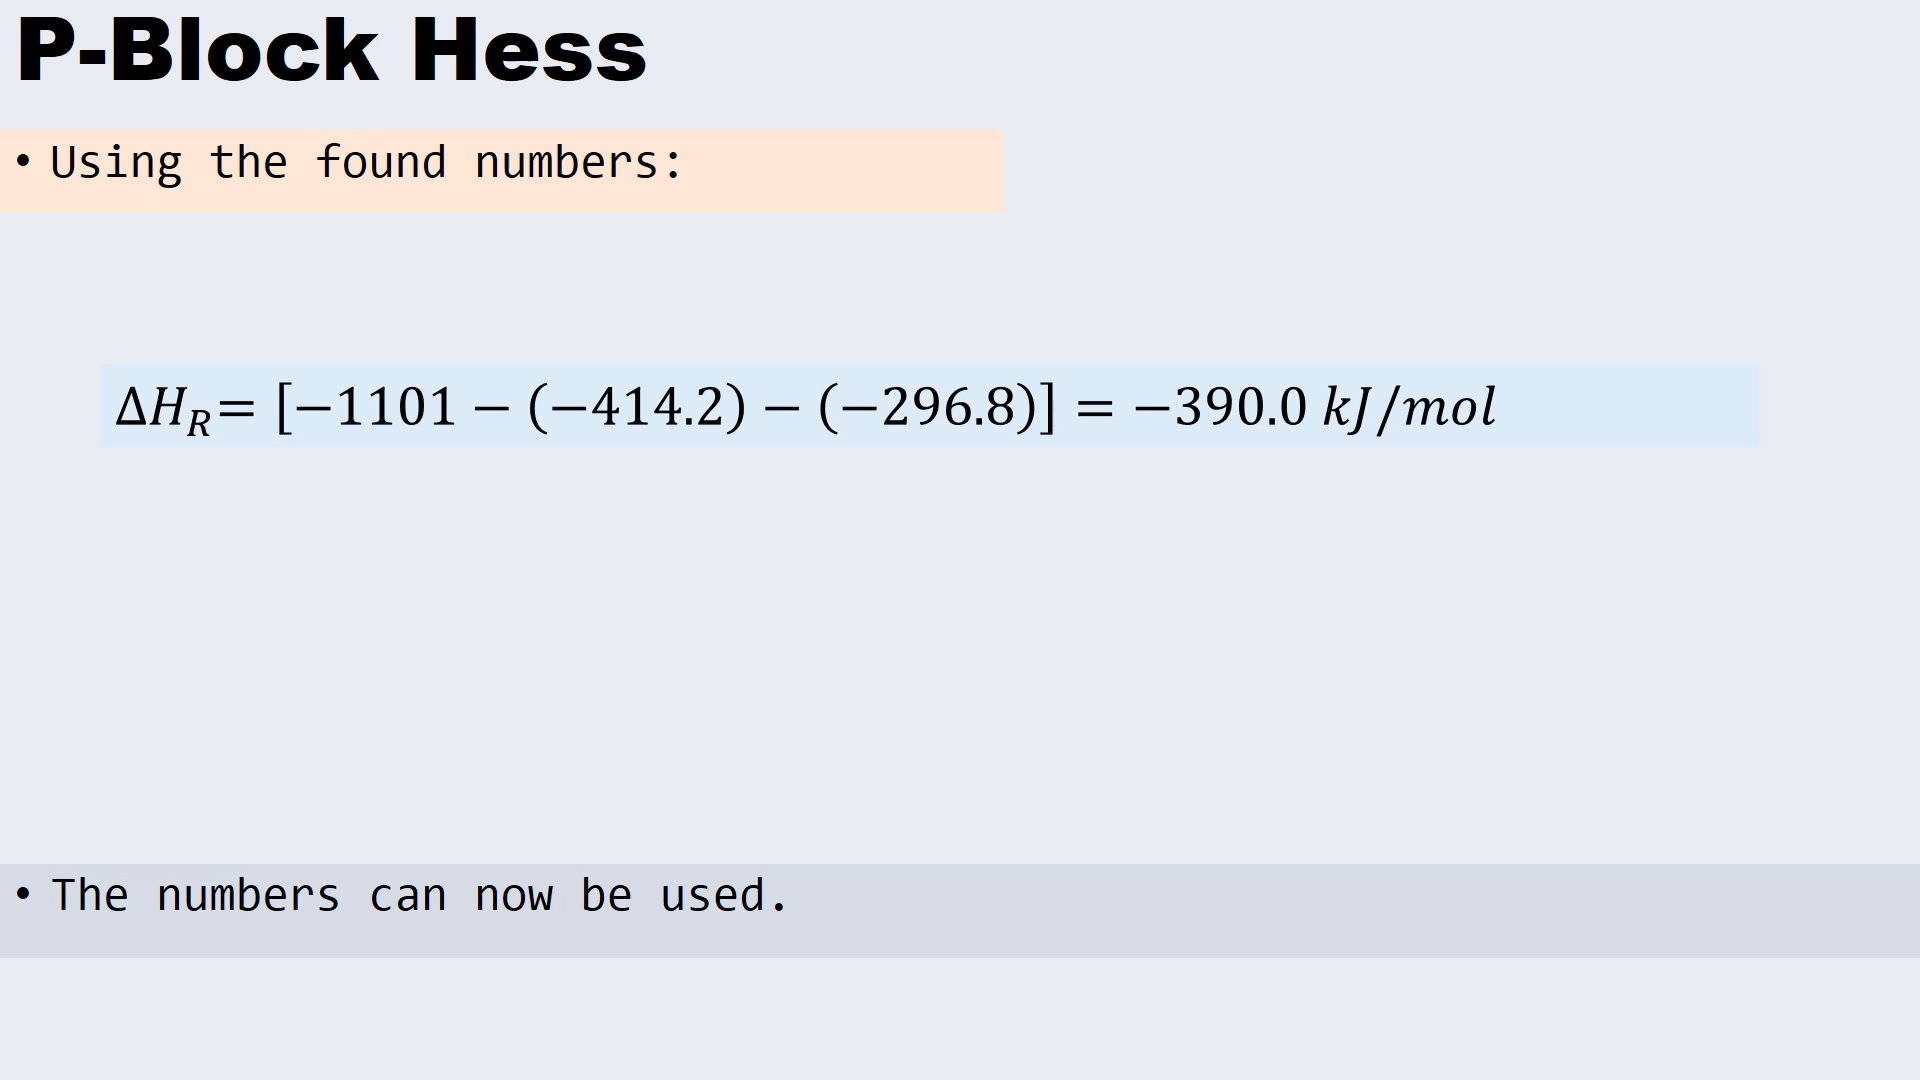 P-Block Hess
• Using the found numbers:
Δ𝐻𝑅= [−1101 − (−414.2) − (−296.8)] = −390.0 𝑘𝐽/𝑚𝑜𝑙
• The numbers can now be used.